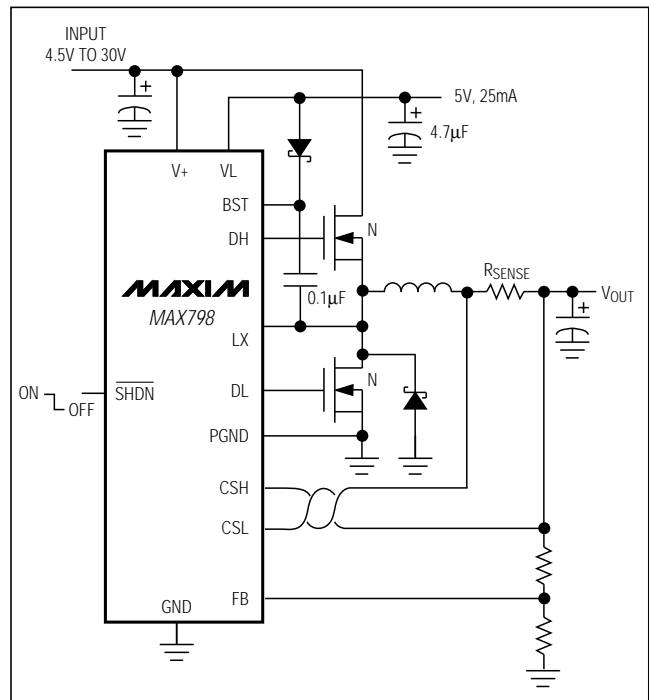 INPUT
4.5V TO 30V
5V, 25mA
4.7µF
V+ VL
BST
DH
N
MAXIM
MAX798
0.1µF
RSENSE
VOUT
LX
ON OFF
SHDN
DL
N
PGND
CSH
CSL
FB
GND